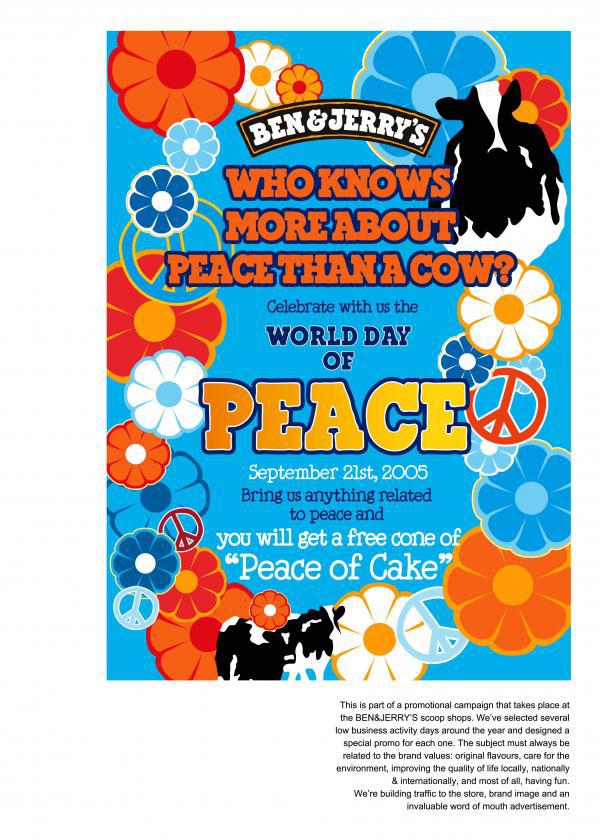 BEN & JERRY'S
WHO KNOWS
MORE ABOUT
PEACE THAN A COW?
Celebrate with us the
WORLD DAY
OF
PEACE
September 21st, 2005
Bring us anything related
to peace and
you will get a free cone of
“Peace of Cake”
This is part of a promotional campaign that takes place at
the BEN&JERRY'S scoop shops. We've selected several
low business activity days around the year and designed a
special promo for each one. The subject must always be
related to the brand values: original flavours, care for the
environment, improving the quality of life locally, nationally
& internationally, and most of all, having fun.
We're building traffic to the store, brand image and an
invaluable word of mouth advertisement.